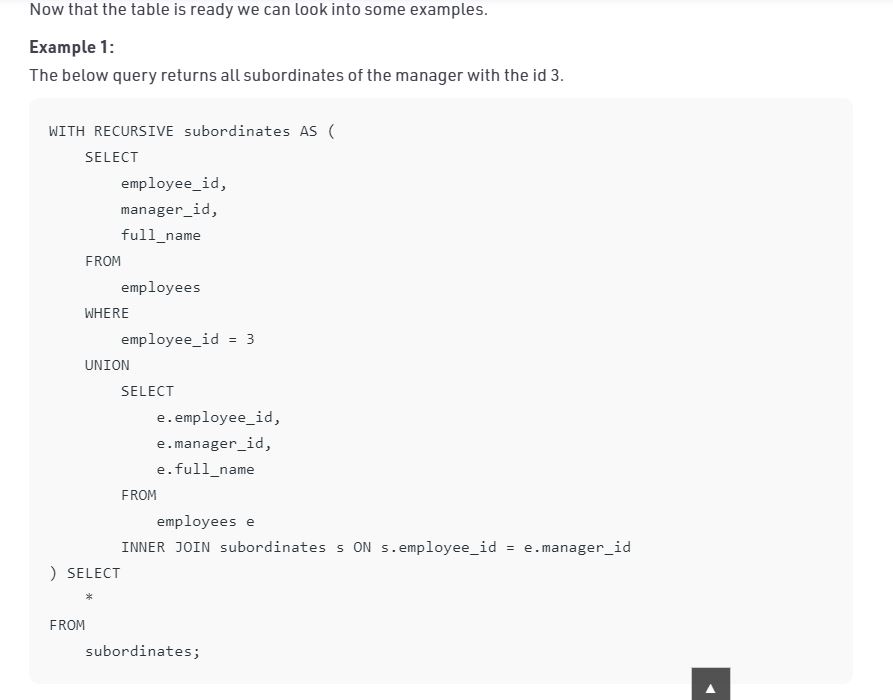 Now that the table is ready we can look into some examples.
Example 1:
The below query returns all subordinates of the manager with the id 3.
WITH RECURSIVE subordinates AS (
    SELECT
        employee_id,
        manager_id,
        full_name
    FROM
        employees
    WHERE
        employee_id = 3
    UNION
        SELECT
            e.employee_id,
            e.manager_id,
            e.full_name
        FROM
            employees e
        INNER JOIN subordinates s ON s.employee_id = e.manager_id
) SELECT
    *
FROM
    subordinates;